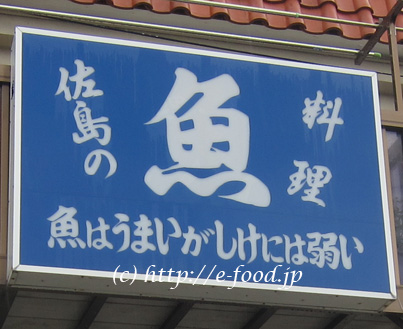 佐島の
魚
料理
魚はうまいがしけには弱い
(c) http://e-food.jp